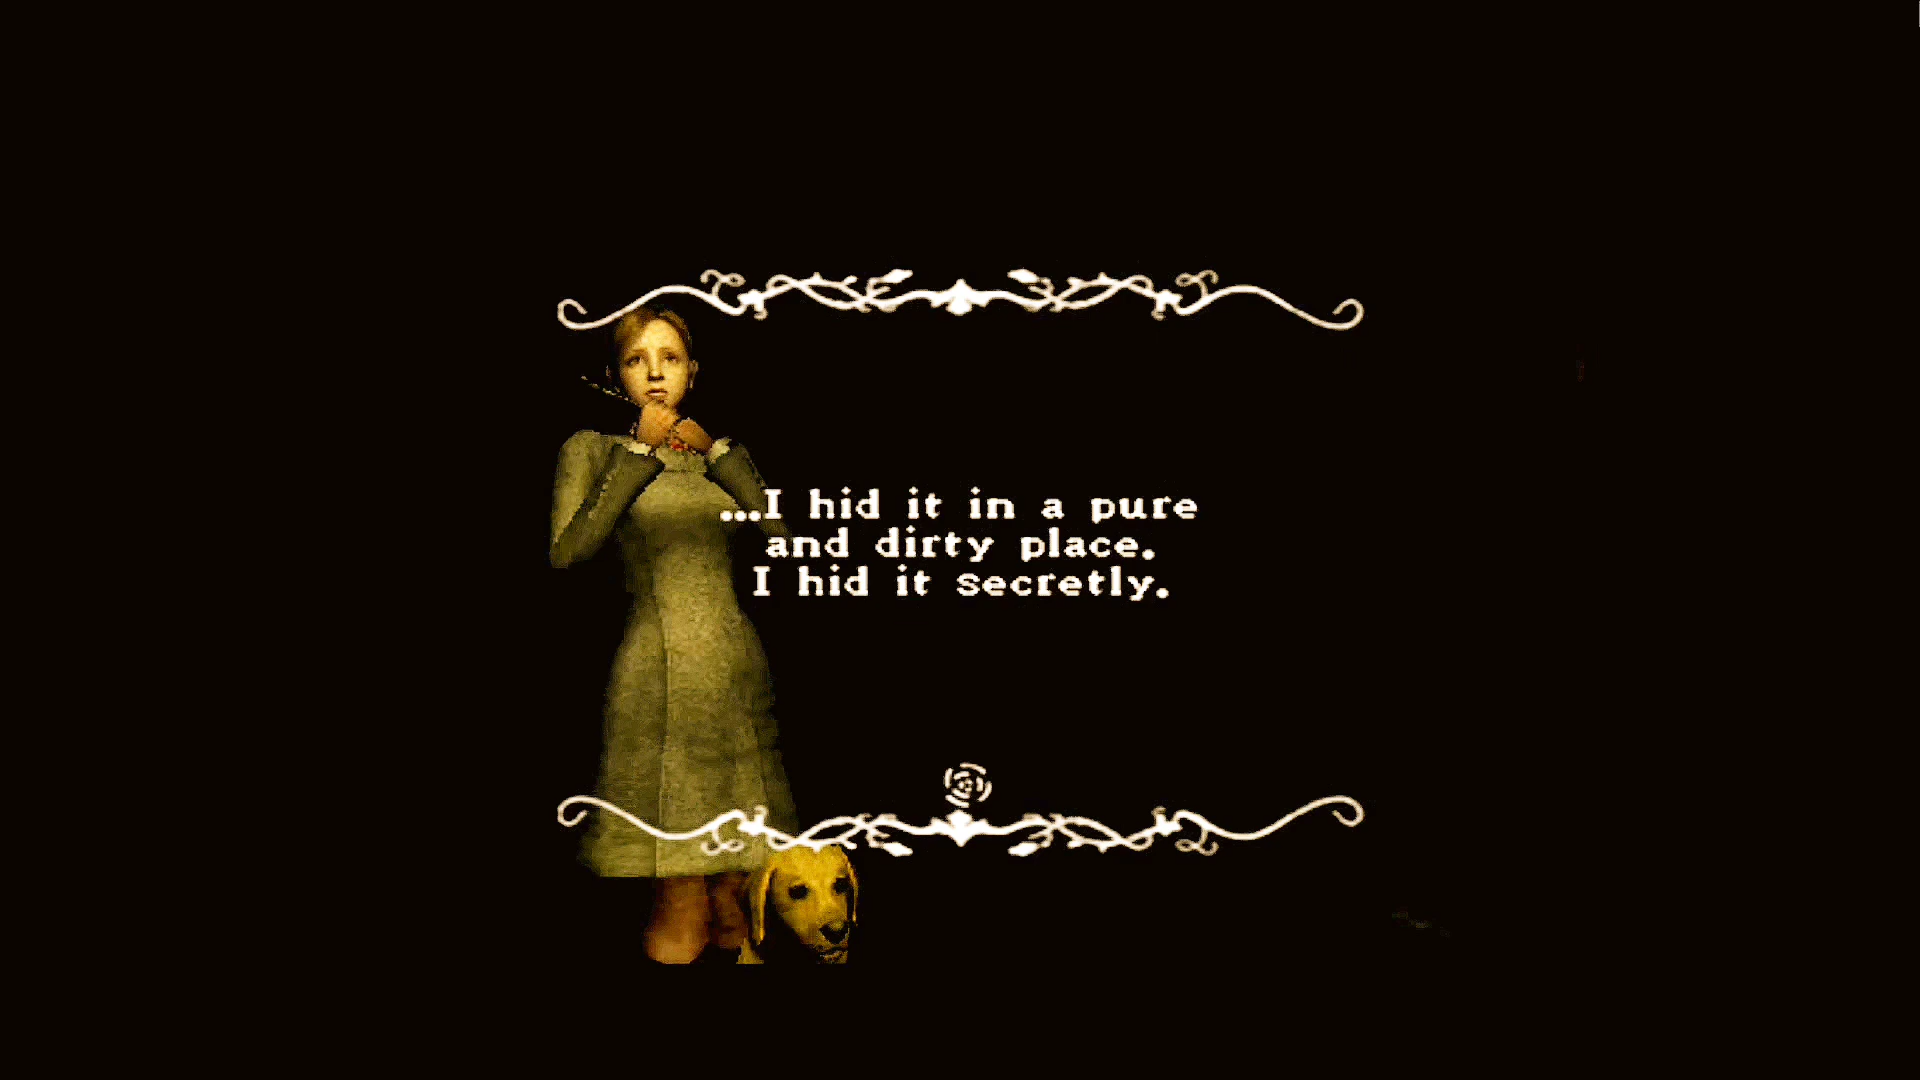 ...I hid it in a pure
and dirty place.
I hid it secretly.